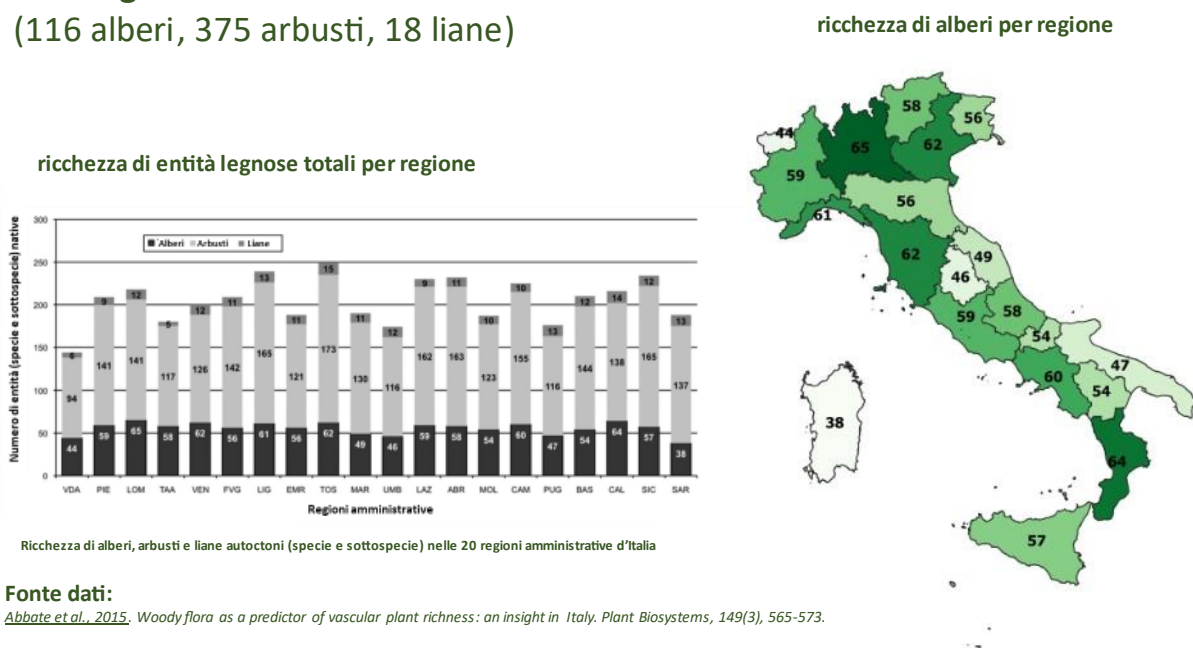 (116 alberi, 375 arbusti, 18 liane)
ricchezza di alberi per regione
ricchezza di entità legnose totali per regione
Numero di entità (specie e sottospecie) native
300
250
200
150
100
50
0
Alberi Arbusti Liane
6 9 12 5 12 11 13 11 15 11 12 9 11 10 10 13 12 14 12 13
94 141 141 117 126 142 165 121 173 130 116 162 163 123 155 116 144 138 165 137
44 59 65 58 62 56 61 56 62 49 46 59 58 54 60 47 54 64 57 38
VDA PIE LOM TAA VEN FVG LIG EMR TOS MAR UMB LAZ ABR MOL CAM PUG BAS CAL SIC SAR
Regioni amministrative
Ricchezza di alberi, arbusti e liane autoctoni (specie e sottospecie) nelle 20 regioni amministrative d'Italia
58
56
44
65
62
59
56
61
62
49
46
59
58
54
47
60
54
38
64
57
Fonte dati:
Abbate et al., 2015. Woody flora as a predictor of vascular plant richness: an insight in Italy. Plant Biosystems, 149(3), 565-573.